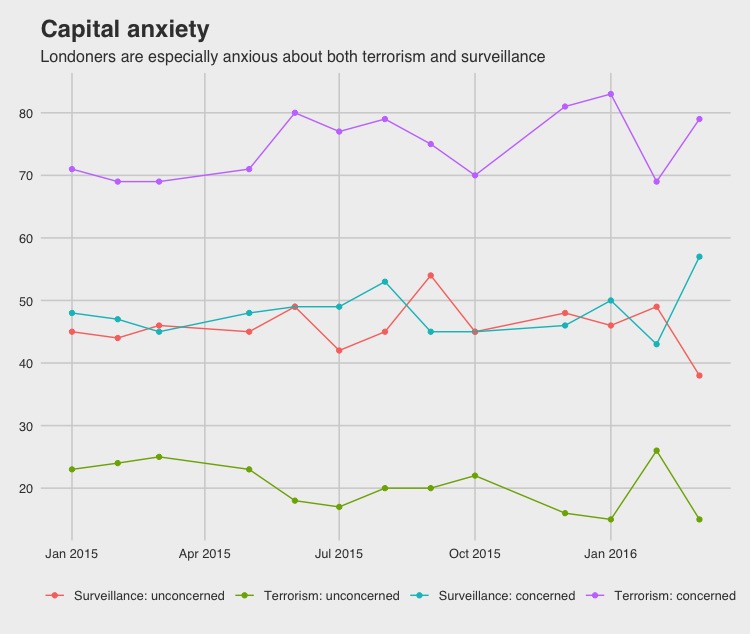 Capital anxiety
Londoners are especially anxious about both terrorism and surveillance
80
70
60
50
40
30
20
Jan 2015 Apr 2015 Jul 2015 Oct 2015 Jan 2016
Surveillance: unconcerned Terrorism: unconcerned Surveillance: concerned Terrorism: concerned